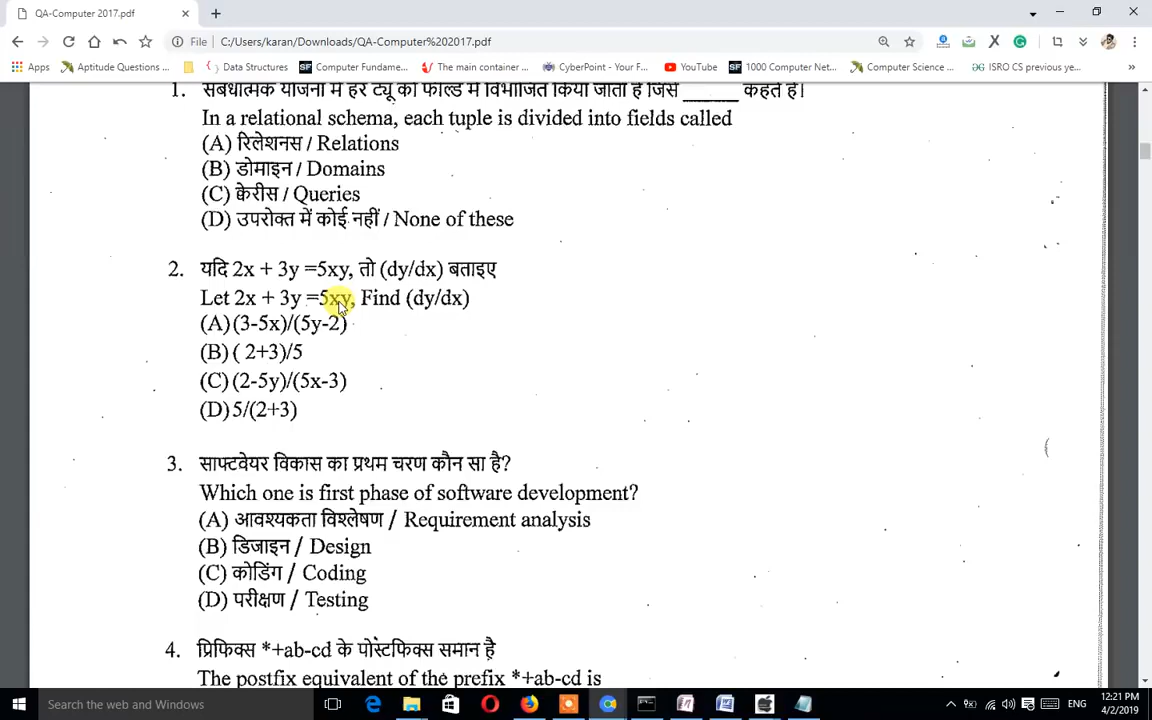 QA-Computer 2017.pdf
File C:/Users/karan/Downloads/QA-Computer%202017.pdf
Apps Aptitude Questions ... Data Structures Computer Fundame... The main container ... CyberPoint - Your F... YouTube 1000 Computer Net... Computer Science ... ISRO CS previous ye... »
1. संबंधात्मक योजना में हर ट्यू को फील्ड में विभाजित किया जाता है जिसे ______ कहते हैं।
In a relational schema, each tuple is divided into fields called
(A) रिलेशनस / Relations
(B) डोमाइन / Domains
(C) क्वेरीस / Queries
(D) उपरोक्त में कोई नहीं / None of these
2. यदि 2x + 3y =5xy, तो (dy/dx) बताइए
Let 2x + 3y =5xy, Find (dy/dx)
(A) (3-5x)/(5y-2)
(B) ( 2+3)/5
(C) (2-5y)/(5x-3)
(D) 5/(2+3)
3. साफ्टवेयर विकास का प्रथम चरण कौन सा है?
Which one is first phase of software development?
(A) आवश्यकता विश्लेषण / Requirement analysis
(B) डिजाइन / Design
(C) कोडिंग / Coding
(D) परीक्षण / Testing
4. प्रिफिक्स *+ab-cd के पोस्टफिक्स समान है
The postfix equivalent of the prefix *+ab-cd is
Search the web and Windows
ENG
12:21 PM
4/2/2019